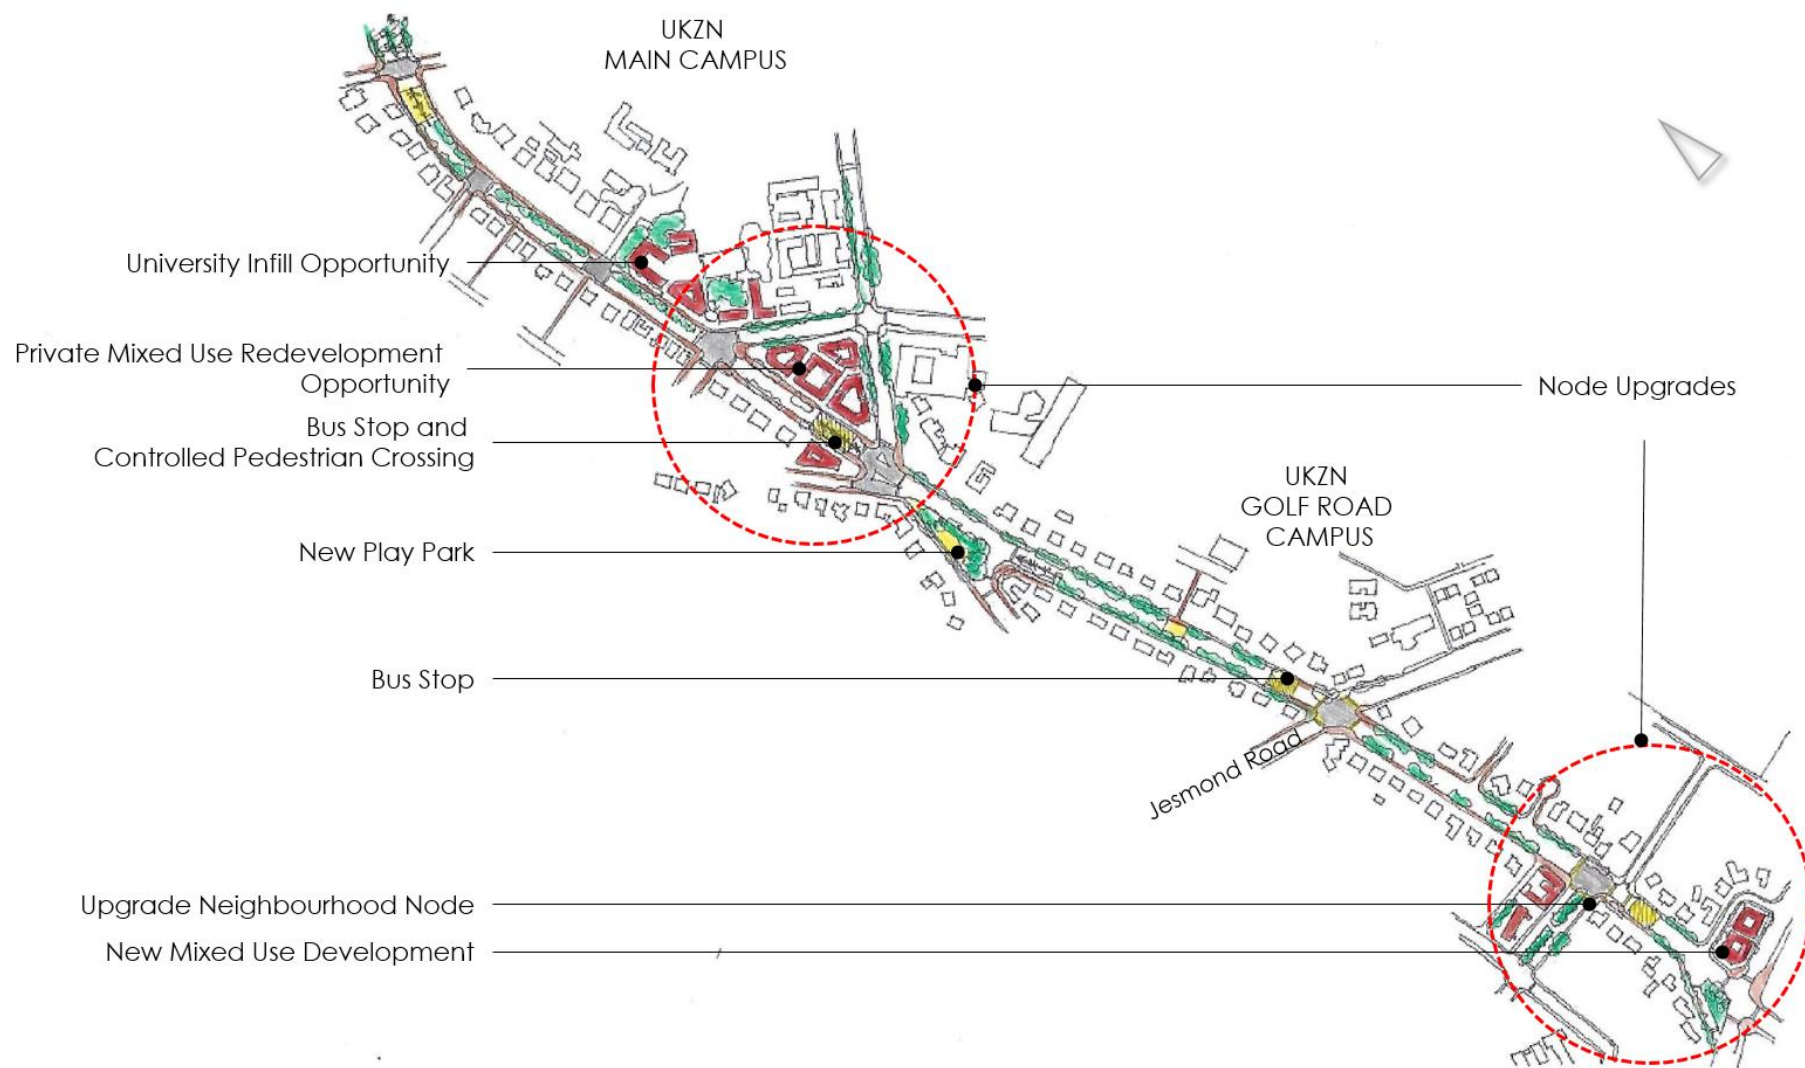 UKZN
MAIN CAMPUS
University Infill Opportunity
Private Mixed Use Redevelopment
Opportunity
Node Upgrades
Bus Stop and
Controlled Pedestrian Crossing
UKZN
GOLF ROAD
CAMPUS
New Play Park
Bus Stop
Jesmond Road
Upgrade Neighbourhood Node
New Mixed Use Development